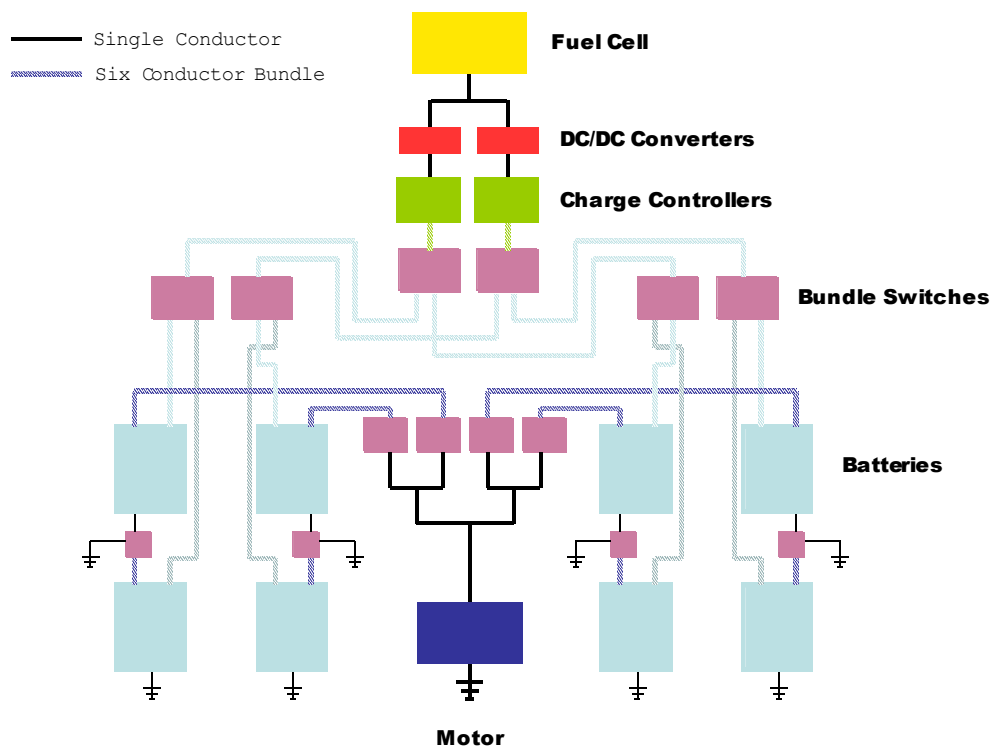 Single Conductor
Six Conductor Bundle
Fuel Cell
DC/DC Converters
Charge Controllers
Bundle Switches
Batteries
Motor